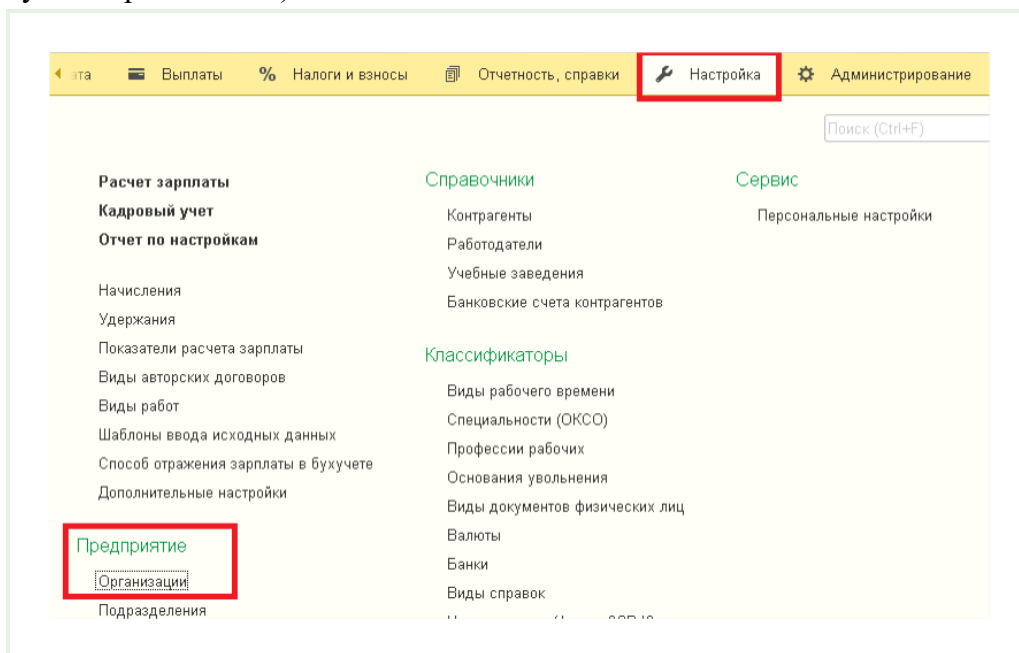 ата Выплаты % Налоги и взносы Отчетность, справки Настройка Администрирование
Поиск (Ctrl+F)
Расчет зарплаты
Кадровый учет
Отчет по настройкам
Начисления
Удержания
Показатели расчета зарплаты
Виды авторских договоров
Виды работ
Шаблоны ввода исходных данных
Способ отражения зарплаты в бухучете
Дополнительные настройки
Предприятие
Организации
Подразделения
Справочники
Контрагенты
Работодатели
Учебные заведения
Банковские счета контрагентов
Классификаторы
Виды рабочего времени
Специальности (ОКСО)
Профессии рабочих
Основания увольнения
Виды документов физических лиц
Валюты
Банки
Виды справок
Сервис
Персональные настройки